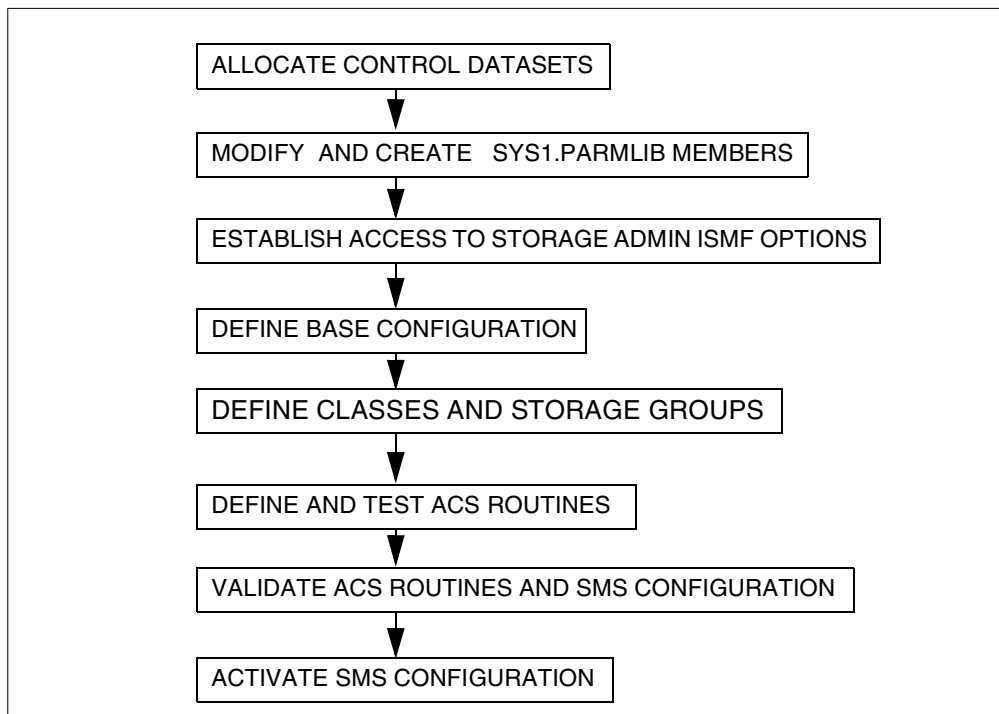 ALLOCATE CONTROL DATASETS
MODIFY AND CREATE SYS1.PARMLIB MEMBERS
ESTABLISH ACCESS TO STORAGE ADMIN ISMF OPTIONS
DEFINE BASE CONFIGURATION
DEFINE CLASSES AND STORAGE GROUPS
DEFINE AND TEST ACS ROUTINES
VALIDATE ACS ROUTINES AND SMS CONFIGURATION
ACTIVATE SMS CONFIGURATION